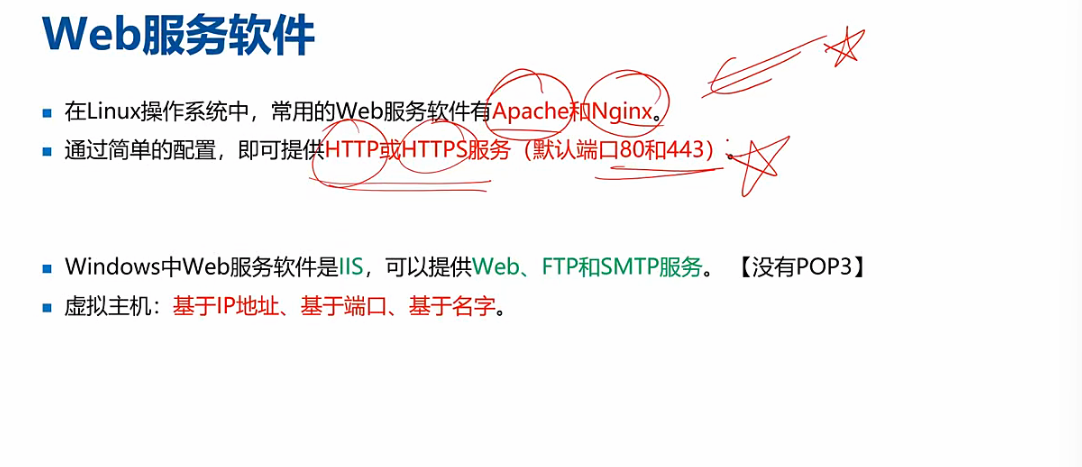 Web服务软件
在Linux操作系统中，常用的Web服务软件有Apache和Nginx。
通过简单的配置，即可提供HTTP或HTTPS服务（默认端口80和443）
Windows中Web服务软件是IIS，可以提供Web、FTP和SMTP服务。【没有POP3】
虚拟主机：基于IP地址、基于端口、基于名字。